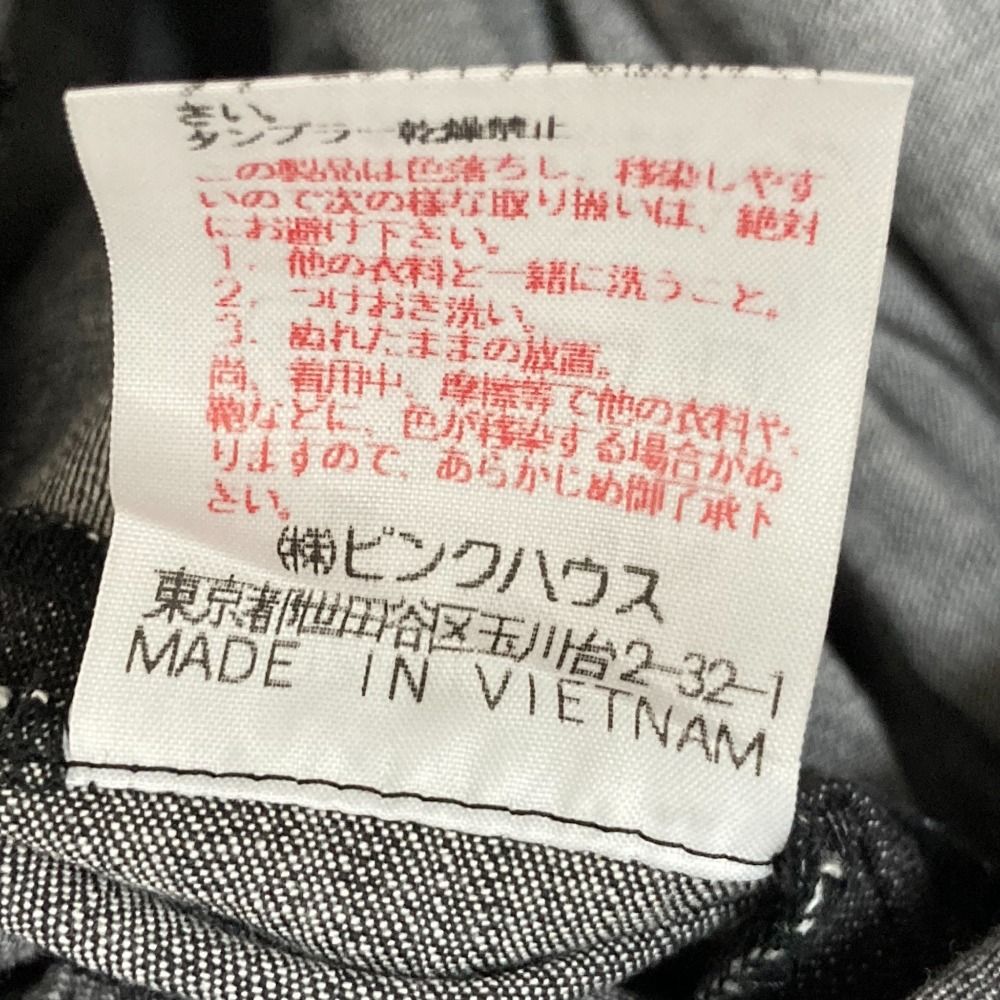 さい。
タンブラー乾燥禁止
この製品は色落ちし、移染しやす
いので次の様な取り扱いは、絶対
にお避け下さい。
1．他の衣料と一緒に洗うこと。
2．つけおき洗い。
3．ぬれたままの放置。
尚、着用中、摩擦等で他の衣料や、
靴などに、色が移染する場合があ
りますので、あらかじめ御了承下
さい。
㈱ピンクハウス
東京都世田谷区玉川台2-32-1
MADE IN VIETNAM